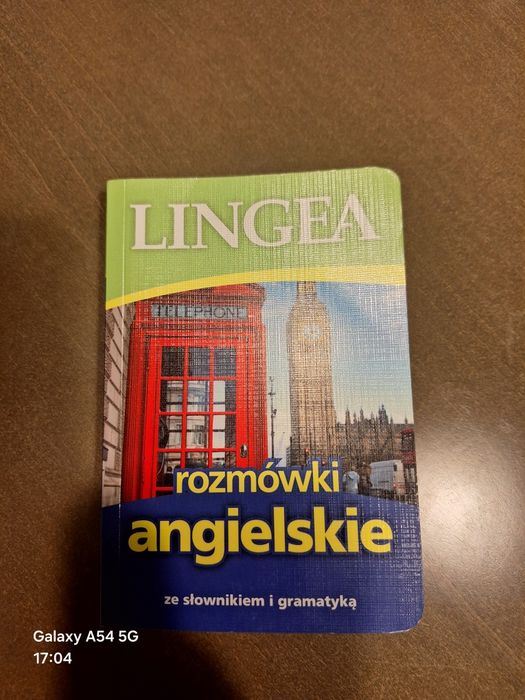 LINGEA
TELEPHONE
rozmówki
angielskie
ze słownikiem i gramatyką
Galaxy A54 5G
17:04